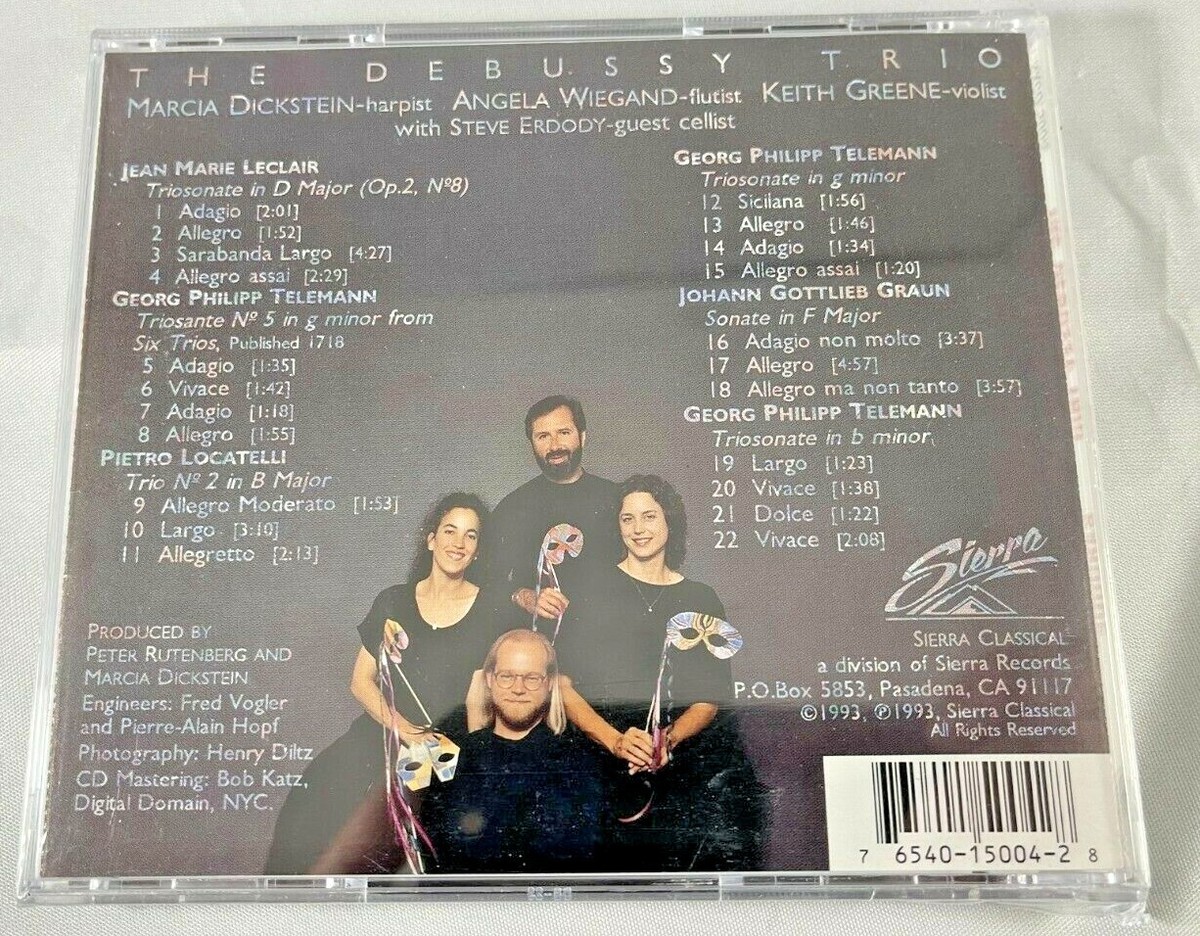 THE DEBUSSY TRIO
MARCIA DICKSTEIN-harpist ANGELA WIEGAND-flutist KEITH GREENE-violist
with STEVE ERDODY-guest cellist
JEAN MARIE LECLAIR
Triosonate in D Major (Op.2, Nº8)
1 Adagio [2:01]
2 Allegro [1:52]
3 Sarabanda Largo [4:27]
4 Allegro assai [2:29]
GEORG PHILIPP TELEMANN
Triosante Nº 5 in g minor from
Six Trios, Published 1718
5 Adagio [1:35]
6 Vivace [1:42]
7 Adagio [1:18]
8 Allegro [1:55]
PIETRO LOCATELLI
Trio Nº 2 in B Major
9 Allegro Moderato [1:53]
10 Largo [3:10]
11 Allegretto [2:13]
GEORG PHILIPP TELEMANN
Triosonate in g minor
12 Sicilana [1:56]
13 Allegro [1:46]
14 Adagio [1:34]
15 Allegro assai [1:20]
JOHANN GOTTLIEB GRAUN
Sonate in F Major
16 Adagio non molto [3:37]
17 Allegro [4:57]
18 Allegro ma non tanto [3:57]
GEORG PHILIPP TELEMANN
Triosonate in b minor
19 Largo [1:23]
20 Vivace [1:38]
21 Dolce [1:22]
22 Vivace [2:08]
PRODUCED BY
PETER RUTENBERG AND
MARCIA DICKSTEIN
Engineers: Fred Vogler
and Pierre-Alain Hopf
Photography: Henry Diltz
CD Mastering: Bob Katz,
Digital Domain, NYC.
Sierra
SIERRA CLASSICAL
a division of Sierra Records
P.O.Box 5853, Pasadena, CA 91117
©1993, ℗1993, Sierra Classical
All Rights Reserved
7 6540-15004-2 8